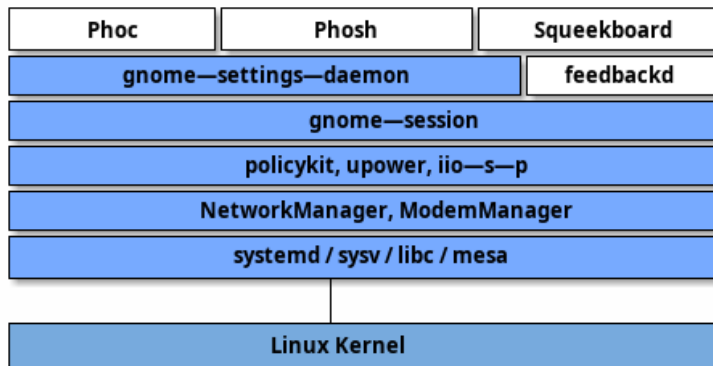 Phoc Phosh Squeekboard
gnome—settings—daemon feedbackd
gnome—session
policykit, upower, iio—s—p
NetworkManager, ModemManager
systemd / sysv / libc / mesa
Linux Kernel